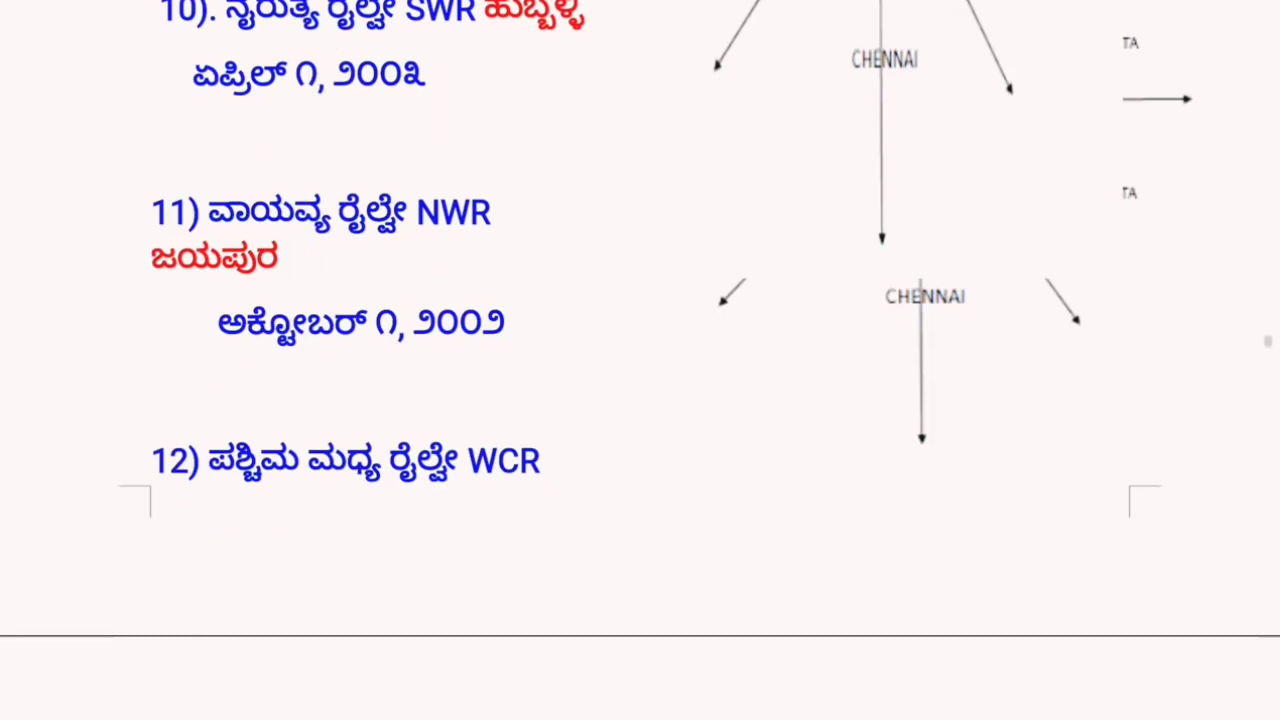 10). ನೈರುತ್ಯ ರೈಲ್ವೇ SWR ಹುಬ್ಬಳ್ಳಿ
ಏಪ್ರಿಲ್ ೧, ೨೦೦೩
11) ವಾಯವ್ಯ ರೈಲ್ವೇ NWR
ಜಯಪುರ
ಅಕ್ಟೋಬರ್ ೧, ೨೦೦೨
12) ಪಶ್ಚಿಮ ಮಧ್ಯ ರೈಲ್ವೇ WCR
CHENNAI
TA
TA
CHENNAI